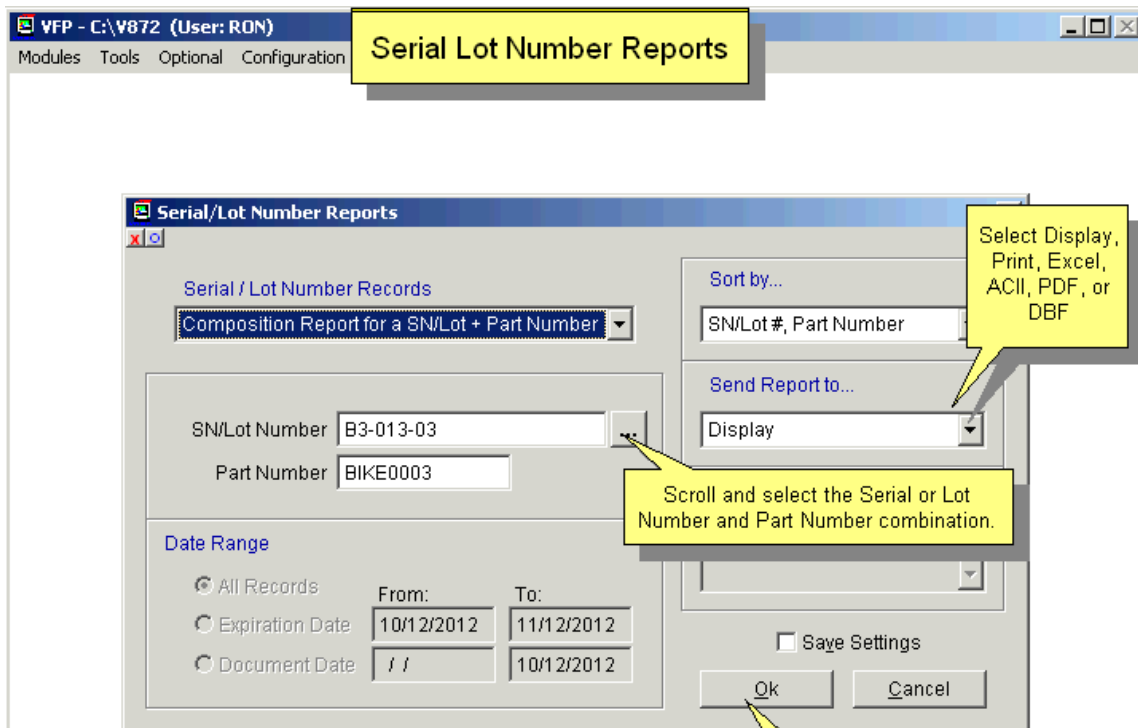 VFP - C:\V872 (User: RON)
Serial Lot Number Reports
Modules Tools Optional Configuration
Serial/Lot Number Reports
Serial / Lot Number Records
Composition Report for a SN/Lot + Part Number
Sort by...
SN/Lot #, Part Number
Select Display,
Print, Excel,
ACII, PDF, or
DBF
Send Report to...
Display
SN/Lot Number B3-013-03 ...
Part Number BIKE0003
Scroll and select the Serial or Lot
Number and Part Number combination.
Date Range
All Records
From: To:
Expiration Date 10/12/2012 11/12/2012
Document Date / / 10/12/2012
Save Settings
Ok Cancel